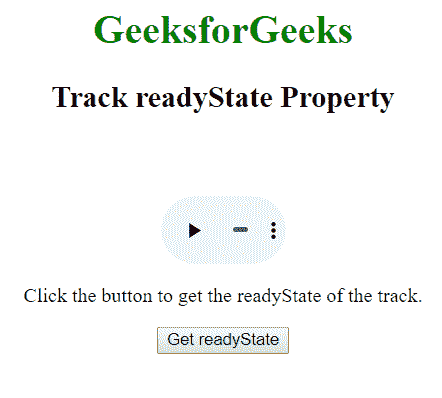 GeeksforGeeks
Track readyState Property
Click the button to get the readyState of the track.
Get readyState